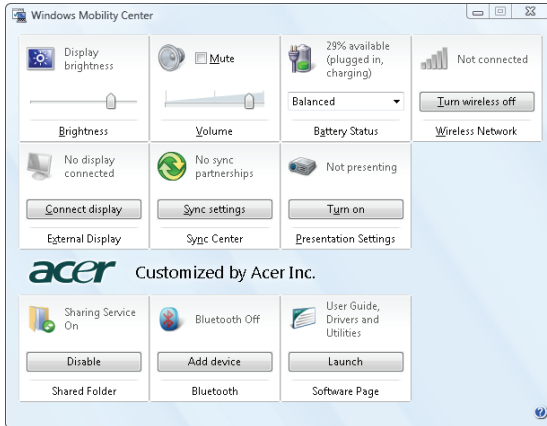 Windows Mobility Center
Display
brightness
Brightness
Mute
Volume
29% available
(plugged in,
charging)
Balanced
Battery Status
Not connected
Turn wireless off
Wireless Network
No display
connected
Connect display
External Display
No sync
partnerships
Sync settings
Sync Center
Not presenting
Turn on
Presentation Settings
acer Customized by Acer Inc.
Sharing Service
On
Disable
Shared Folder
Bluetooth Off
Add device
Bluetooth
User Guide,
Drivers and
Utilities
Launch
Software Page